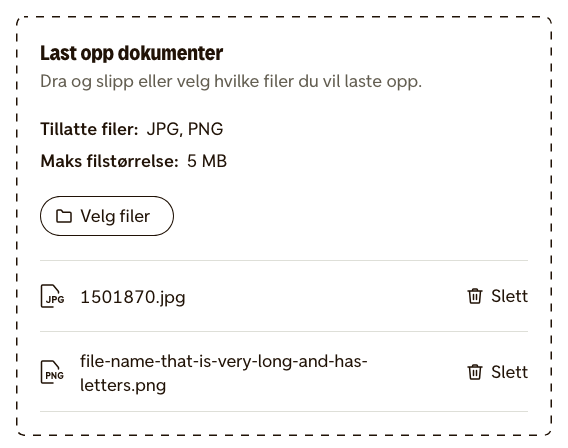 Last opp dokumenter
Dra og slipp eller velg hvilke filer du vil laste opp.
Tillatte filer: JPG, PNG
Maks filstørrelse: 5 MB
Velg filer
JPG 1501870.jpg Slett
file-name-that-is-very-long-and-has-
PNG letters.png Slett